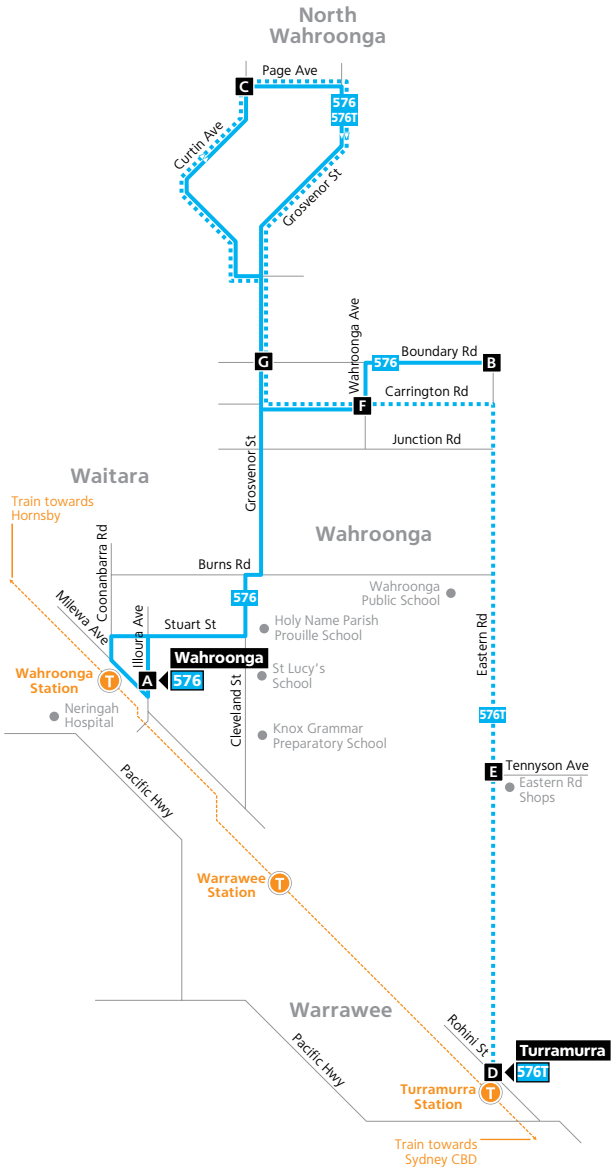 North
Wahroonga
Page Ave
C
576
576T
Curtin Ave
Grosvenor St
Wahroonga Ave
G
576
Boundary Rd
B
Carrington Rd
F
Junction Rd
Grosvenor St
Waitara
Train towards
Hornsby
Coonanbarra Rd
Wahroonga
Burns Rd
Milewa Ave
Illoura Ave
576
Wahroonga
Public School
Stuart St
Holy Name Parish
Prouille School
Eastern Rd
Wahroonga
Station
T
A
Wahroonga
576
St Lucy's
School
Cleveland St
Neringah
Hospital
Knox Grammar
Preparatory School
576T
Pacific Hwy
E
Tennyson Ave
Eastern Rd
Shops
Warrawee
Station
T
Warrawee
Rohini St
Pacific Hwy
Turramurra
D
576T
Turramurra
Station
T
Train towards
Sydney CBD